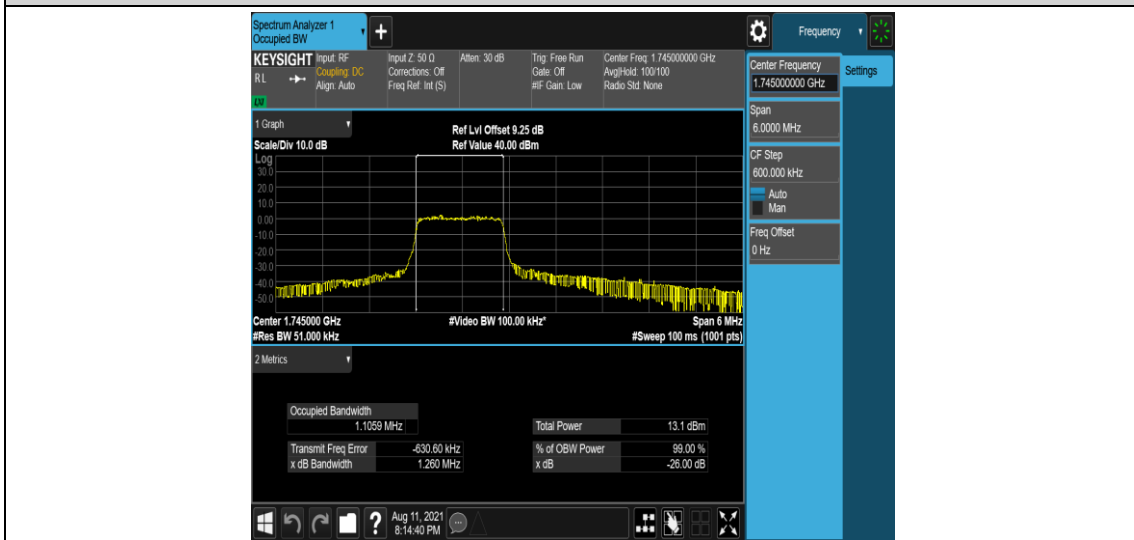 Spectrum Analyzer 1
Occupied BW
Frequency
KEYSIGHT
RL
LXI
Input: RF
Coupling: DC
Align: Auto
Input Z: 50 Ω
Corrections: Off
Freq Ref: Int (S)
Atten: 30 dB
Trig: Free Run
Gate: Off
#IF Gain: Low
Center Freq: 1.745000000 GHz
Avg|Hold: 100/100
Radio Std: None
Center Frequency
1.745000000 GHz
Settings
Span
6.0000 MHz
CF Step
600.000 kHz
Auto
Man
Freq Offset
0 Hz
1 Graph
Scale/Div 10.0 dB
Ref Lvl Offset 9.25 dB
Ref Value 40.00 dBm
Log
30.0
20.0
10.0
0.00
-10.0
-20.0
-30.0
-40.0
-50.0
Center 1.745000 GHz
#Res BW 51.000 kHz
#Video BW 100.00 kHz*
Span 6 MHz
#Sweep 100 ms (1001 pts)
2 Metrics
Occupied Bandwidth
1.1059 MHz
Total Power 13.1 dBm
Transmit Freq Error -630.60 kHz
% of OBW Power 99.00 %
x dB Bandwidth 1.260 MHz
x dB -26.00 dB
?
Aug 11, 2021
8:14:40 PM